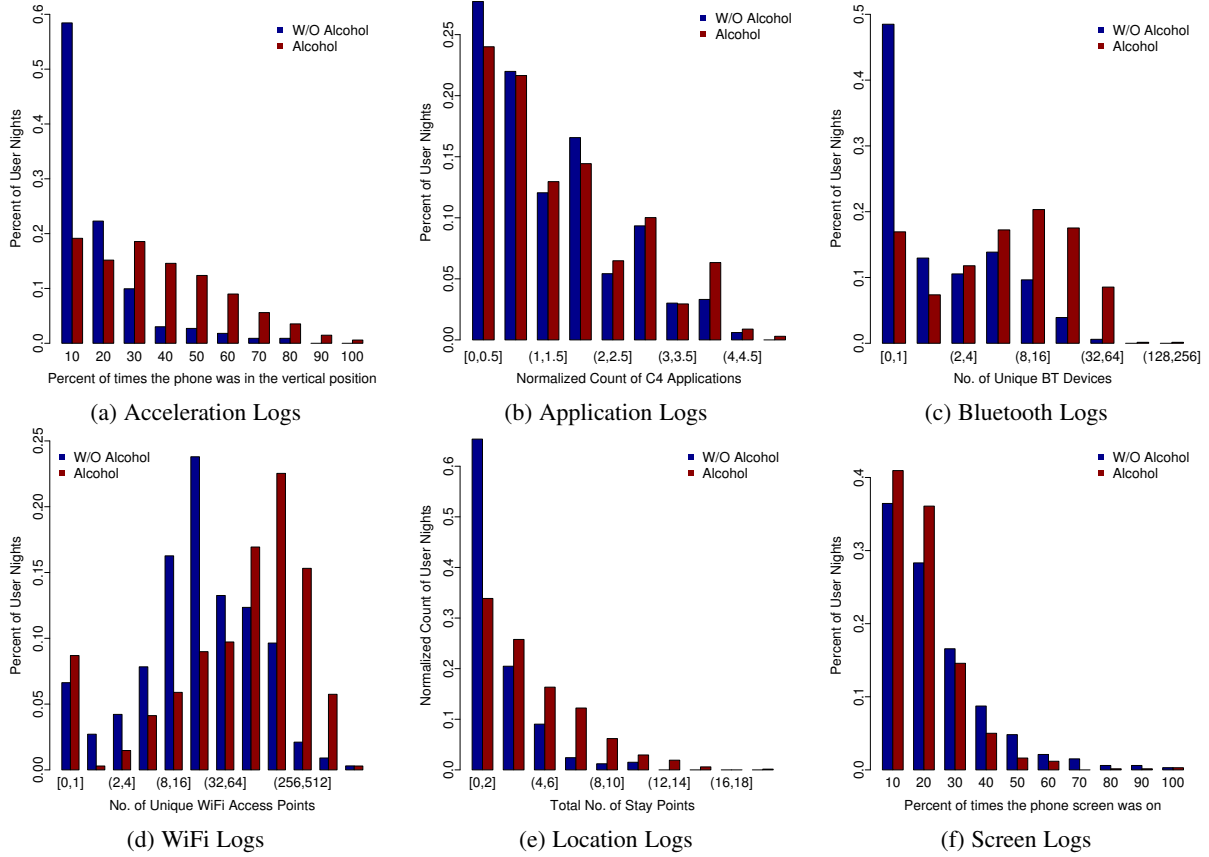 W/O Alcohol
Alcohol
Percent of User Nights
0.0 0.1 0.2 0.3 0.4 0.5 0.6
10 20 30 40 50 60 70 80 90 100
Percent of times the phone was in the vertical position
(a) Acceleration Logs
W/O Alcohol
Alcohol
Percent of User Nights
0.00 0.05 0.10 0.15 0.20 0.25
[0,0.5] (1,1.5] (2,2.5] (3,3.5] (4,4.5]
Normalized Count of C4 Applications
(b) Application Logs
W/O Alcohol
Alcohol
Percent of User Nights
0.0 0.1 0.2 0.3 0.4 0.5
[0,1] (2,4] (8,16] (32,64] (128,256]
No. of Unique BT Devices
(c) Bluetooth Logs
W/O Alcohol
Alcohol
Percent of User Nights
0.00 0.05 0.10 0.15 0.20 0.25
[0,1] (2,4] (8,16] (32,64] (256,512]
No. of Unique WiFi Access Points
(d) WiFi Logs
W/O Alcohol
Alcohol
Normalized Count of User Nights
0.0 0.1 0.2 0.3 0.4 0.5 0.6
[0,2] (4,6] (8,10] (12,14] (16,18]
Total No. of Stay Points
(e) Location Logs
W/O Alcohol
Alcohol
Percent of User Nights
0.0 0.1 0.2 0.3 0.4
10 20 30 40 50 60 70 80 90 100
Percent of times the phone screen was on
(f) Screen Logs